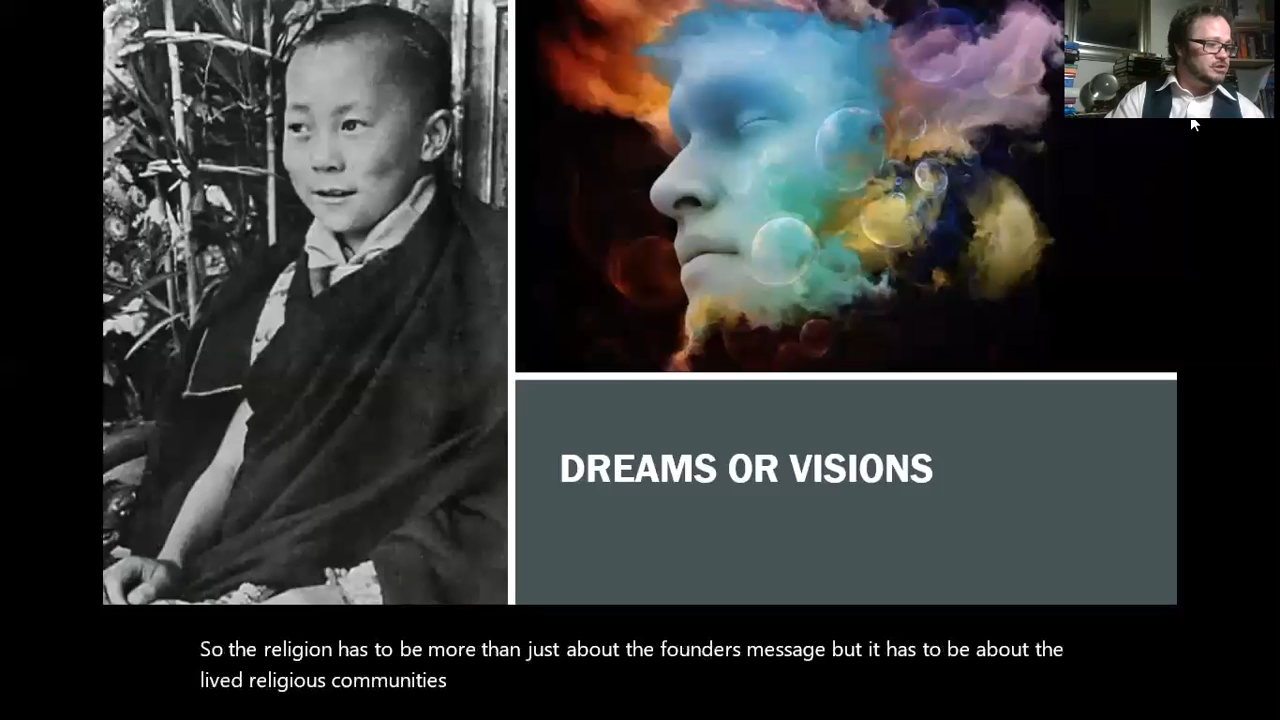 DREAMS OR VISIONS
So the religion has to be more than just about the founders message but it has to be about the
lived religious communities